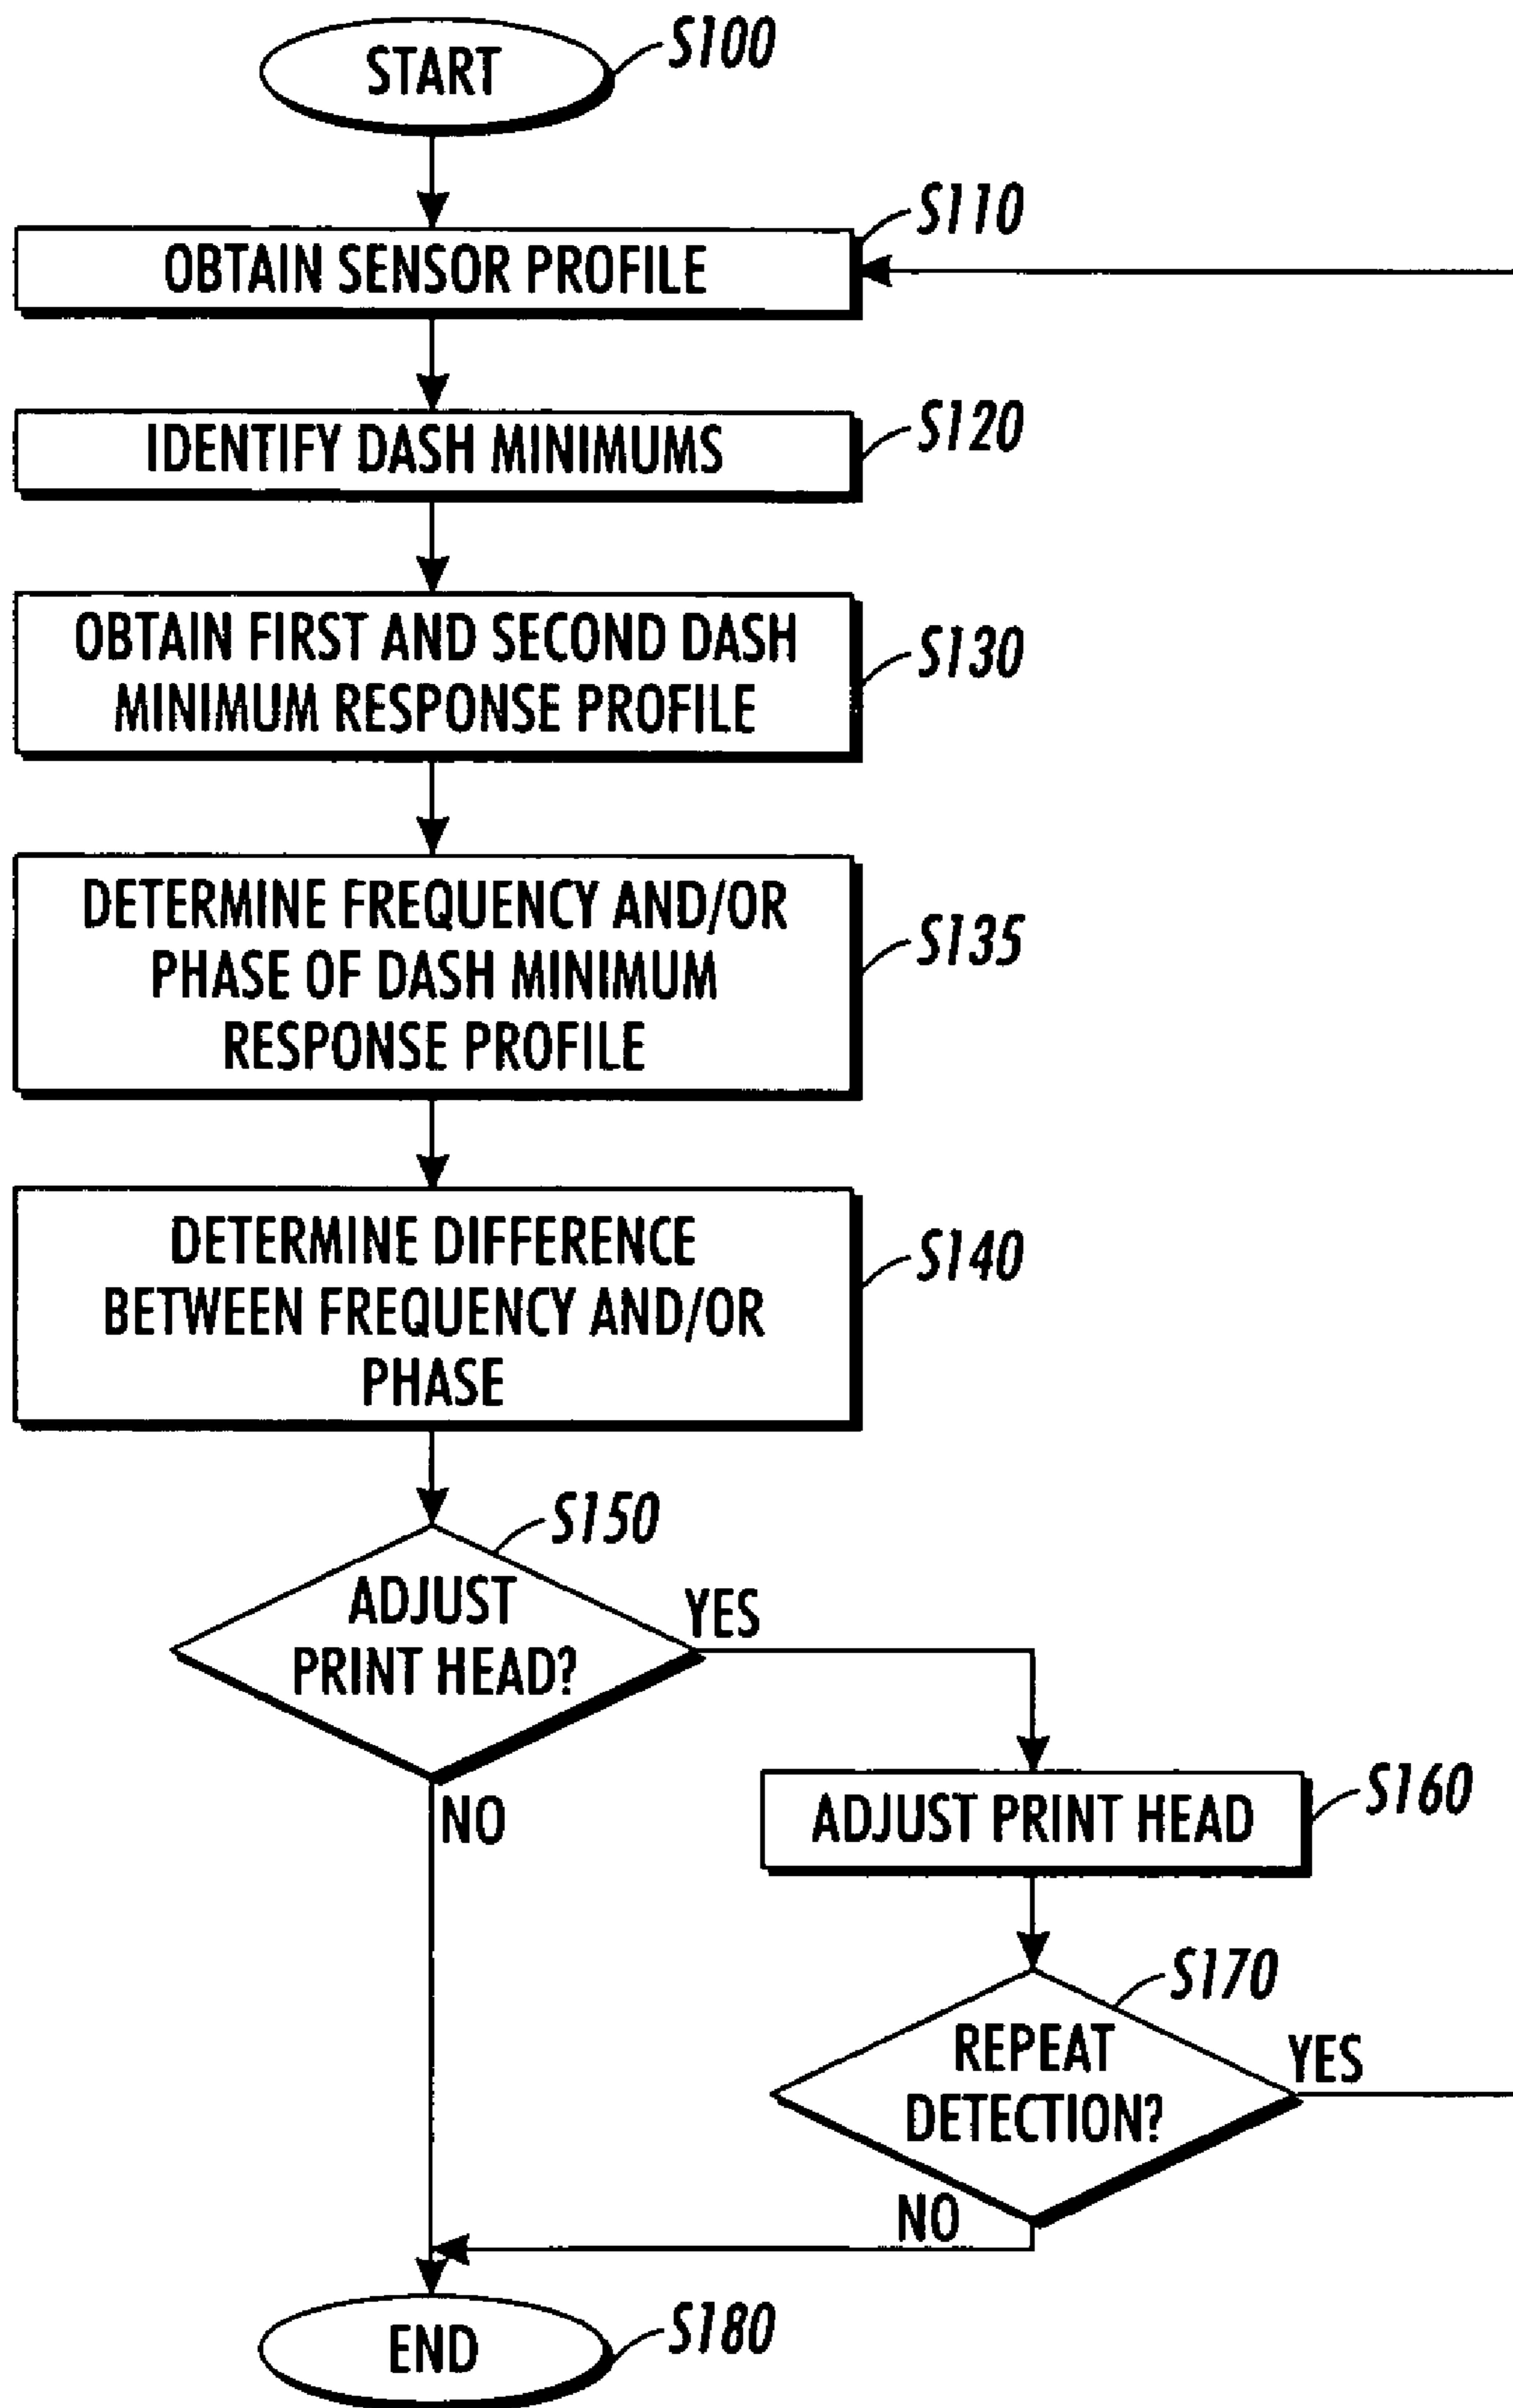 START
S100
S110
OBTAIN SENSOR PROFILE
S120
IDENTIFY DASH MINIMUMS
OBTAIN FIRST AND SECOND DASH
MINIMUM RESPONSE PROFILE
S130
DETERMINE FREQUENCY AND/OR
PHASE OF DASH MINIMUM
RESPONSE PROFILE
S135
DETERMINE DIFFERENCE
BETWEEN FREQUENCY AND/OR
PHASE
S140
S150
ADJUST
PRINT HEAD?
YES
NO
ADJUST PRINT HEAD
S160
S170
REPEAT
DETECTION?
YES
NO
END
S180